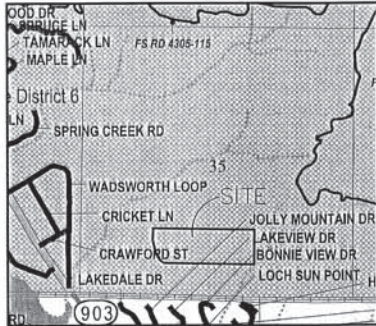 OOD DR
SPRUCE LN
TAMARACK LN
MAPLE LN
FS RD 4305-115
e District 6
LN
SPRING CREEK RD
35
WADSWORTH LOOP
SITE
CRICKET LN
JOLLY MOUNTAIN DR
LAKEVIEW DR
CRAWFORD ST
BONNIE VIEW DR
LAKEDALE DR
LOCH SUN POINT
H
903
RD